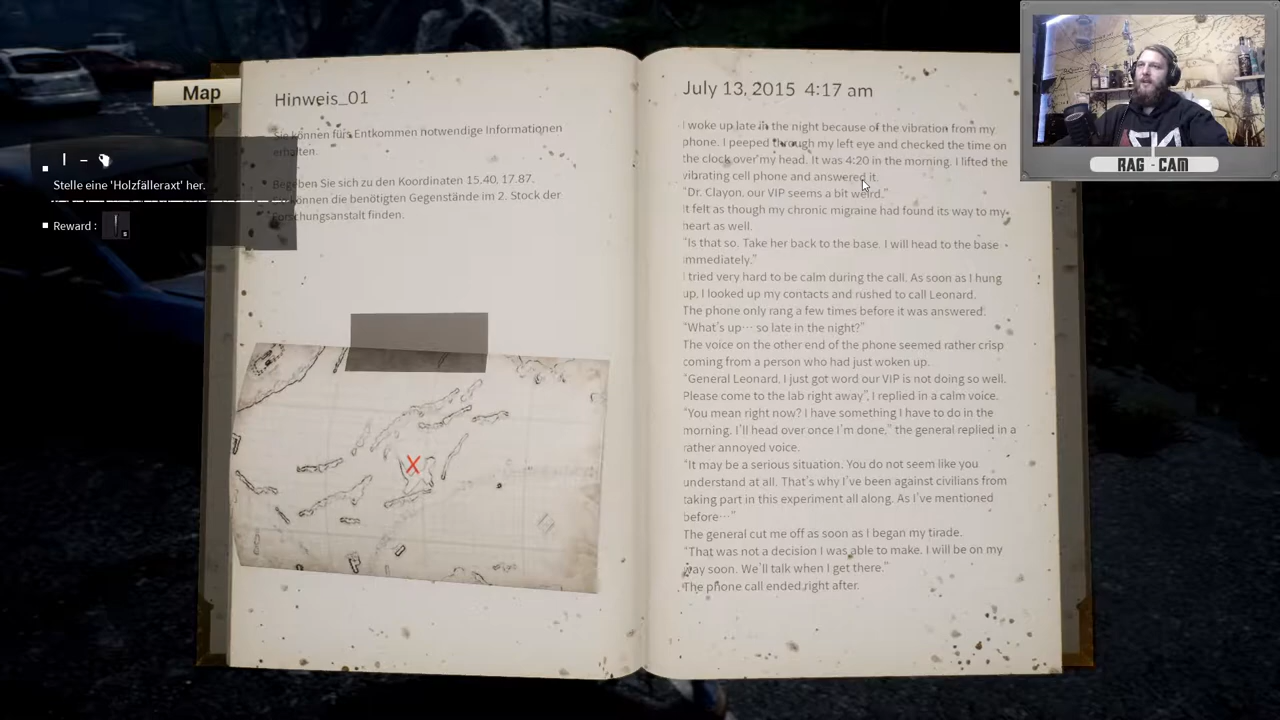 Map
Hinweis_01
Sie können fürs Entkommen notwendige Informationen
erhalten.
Begeben Sie sich zu den Koordinaten 15.40, 17.87.
können die benötigten Gegenstände im 2. Stock der
Forschungsanstalt finden.
Stelle eine 'Holzfälleraxt' her.
Reward :
July 13, 2015 4:17 am
I woke up late in the night because of the vibration from my
phone. I peeped through my left eye and checked the time on
the clock over my head. It was 4:20 in the morning. I lifted the
vibrating cell phone and answered it.
"Dr. Clayon, our VIP seems a bit weird."
It felt as though my chronic migraine had found its way to my
heart as well.
"Is that so. Take her back to the base. I will head to the base
immediately."
I tried very hard to be calm during the call. As soon as I hung
up, I looked up my contacts and rushed to call Leonard.
The phone only rang a few times before it was answered.
"What's up… so late in the night?"
The voice on the other end of the phone seemed rather crisp
coming from a person who had just woken up.
"General Leonard, I just got word our VIP is not doing so well.
Please come to the lab right away", I replied in a calm voice.
"You mean right now? I have something I have to do in the
morning. I'll head over once I'm done," the general replied in a
rather annoyed voice.
"It may be a serious situation. You do not seem like you
understand at all. That's why I've been against civilians from
taking part in this experiment all along. As I've mentioned
before…"
The general cut me off as soon as I began my tirade.
"That was not a decision I was able to make. I will be on my
way soon. We'll talk when I get there."
The phone call ended right after.
RAG - CAM